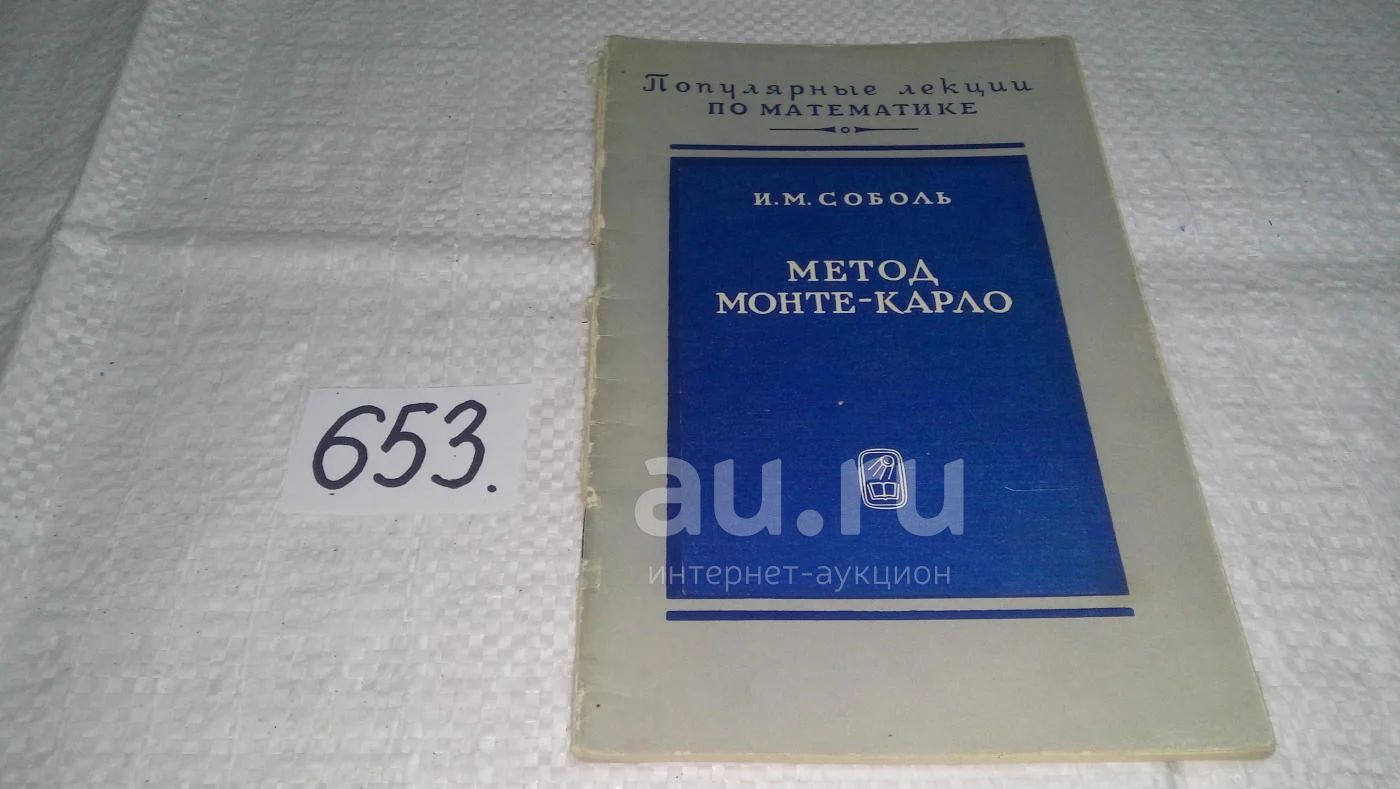 Популярные лекции
ПО МАТЕМАТИКЕ
И.М. СОБОЛЬ
МЕТОД
МОНТЕ-КАРЛО
653.
au.ru
интернет-аукцион